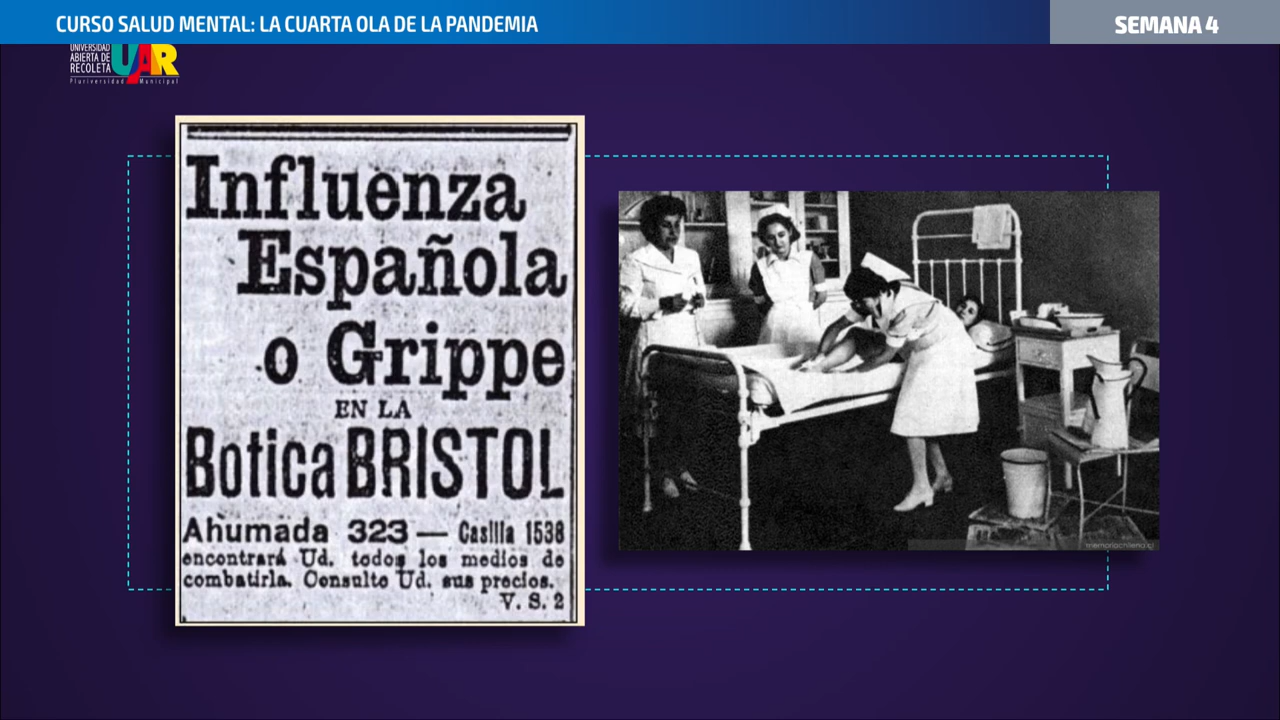 CURSO SALUD MENTAL: LA CUARTA OLA DE LA PANDEMIA
SEMANA 4
UNIVERSIDAD
ABIERTA DE
RECOLETA
UAR
Pluriversidad Municipal
Influenza
Española
o Grippe
EN LA
Botica BRISTOL
Ahumada 323 — Casilla 1538
encontrará Ud. todos los medios de
combatirla. Consulte Ud. sus precios.
V. S. 2
memoriachilena.cl